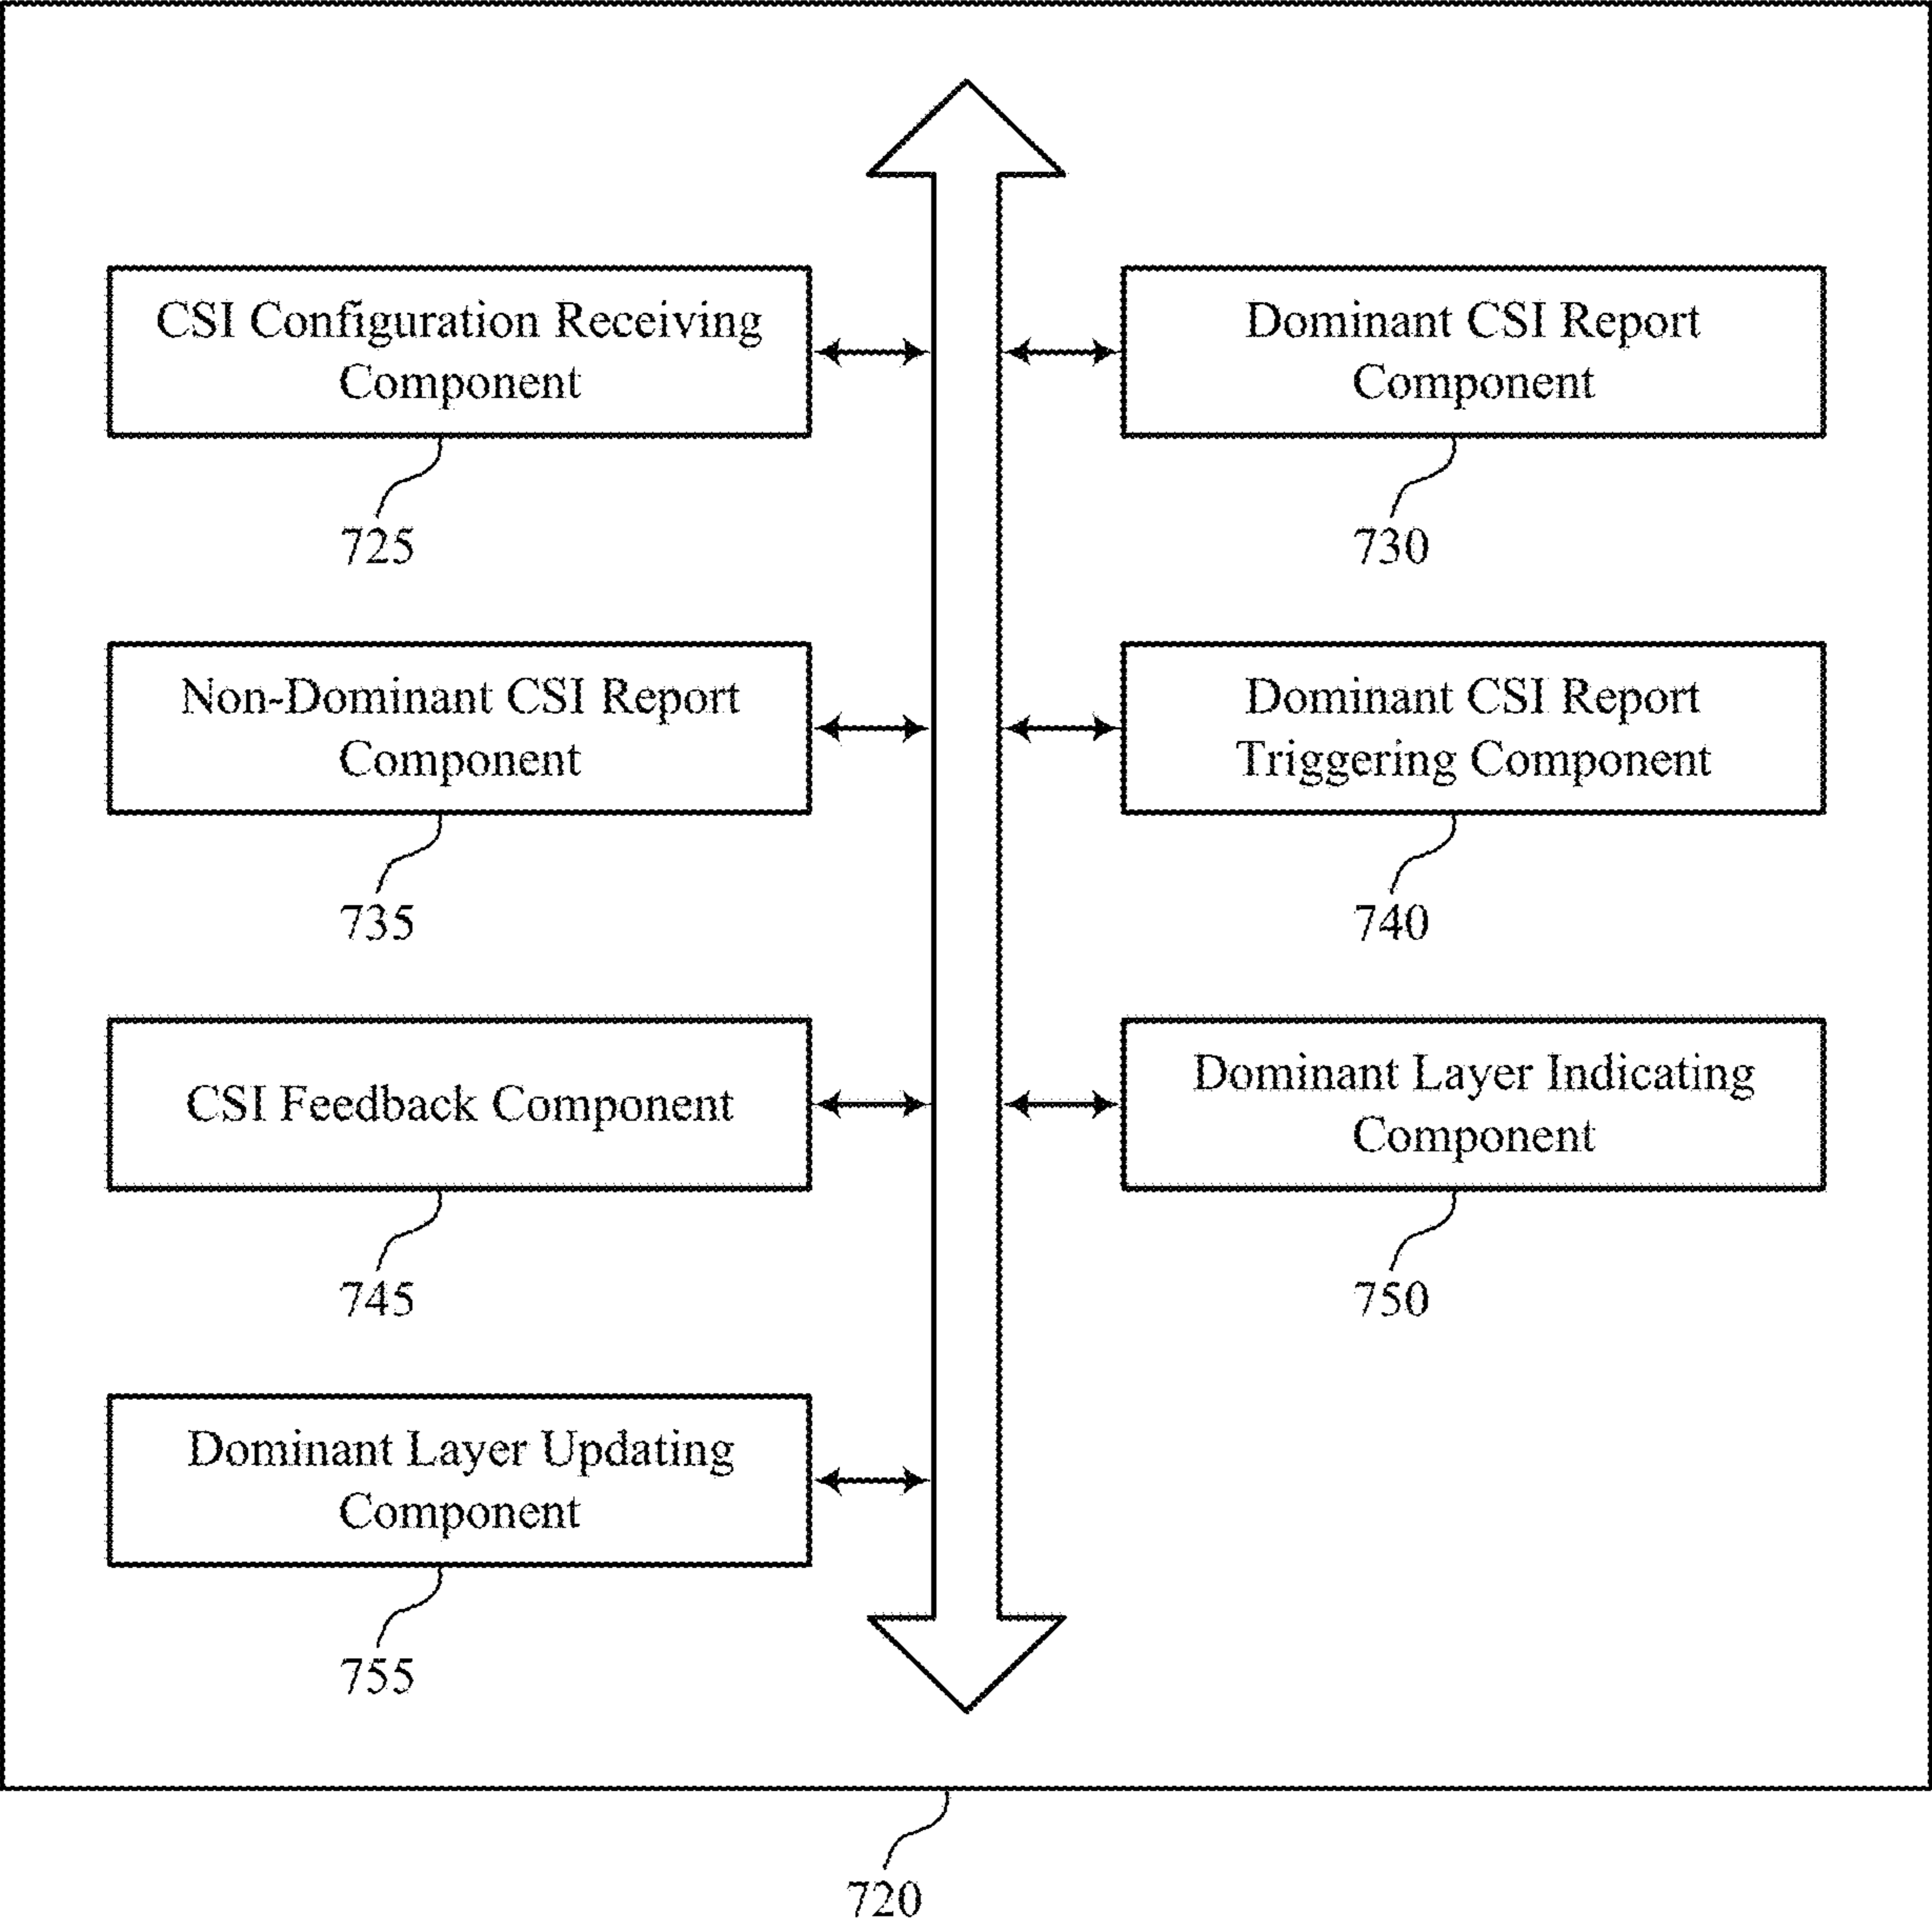 CSI Configuration Receiving
Component
725
Dominant CSI Report
Component
730
Non-Dominant CSI Report
Component
735
Dominant CSI Report
Triggering Component
740
CSI Feedback Component
745
Dominant Layer Indicating
Component
750
Dominant Layer Updating
Component
755
720